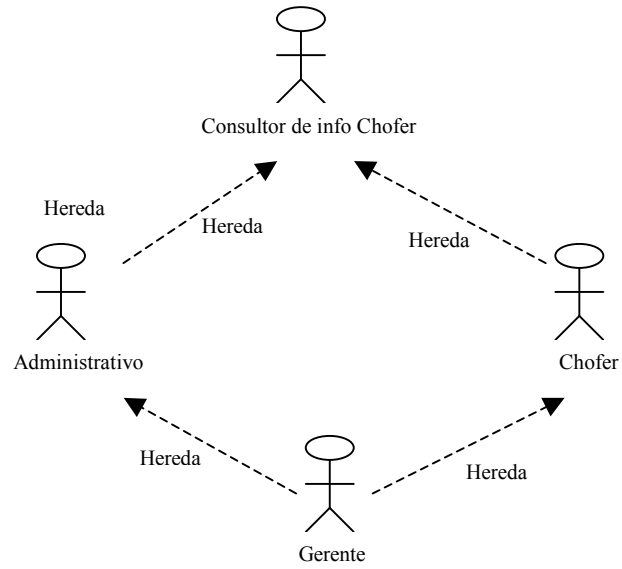 Consultor de info Chofer
Hereda
Hereda
Hereda
Administrativo
Chofer
Hereda
Hereda
Gerente